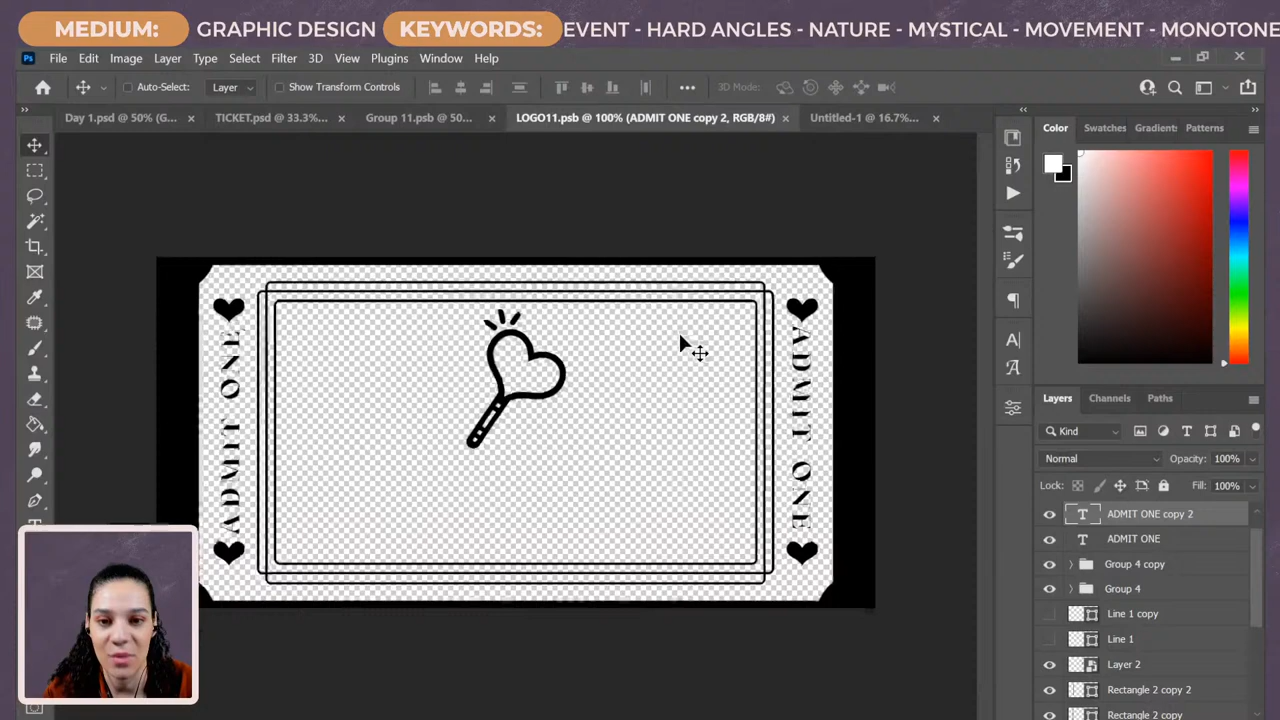 MEDIUM: GRAPHIC DESIGN KEYWORDS: EVENT - HARD ANGLES - NATURE - MYSTICAL - MOVEMENT - MONOTONE
Ps File Edit Image Layer Type Select Filter 3D View Plugins Window Help
Auto-Select: Layer Show Transform Controls 3D Mode:
Day 1.psd @ 50% (G... TICKET.psd @ 33.3%... Group 11.psb @ 50... LOGO11.psb @ 100% (ADMIT ONE copy 2, RGB/8#) Untitled-1 @ 16.7%...
Color Swatches Gradients Patterns
ADMIT ONE
ADMIT ONE
Layers Channels Paths
Kind
Normal Opacity: 100%
Lock: Fill: 100%
ADMIT ONE copy 2
ADMIT ONE
Group 4 copy
Group 4
Line 1 copy
Line 1
Layer 2
Rectangle 2 copy 2
Rectangle 2 copy